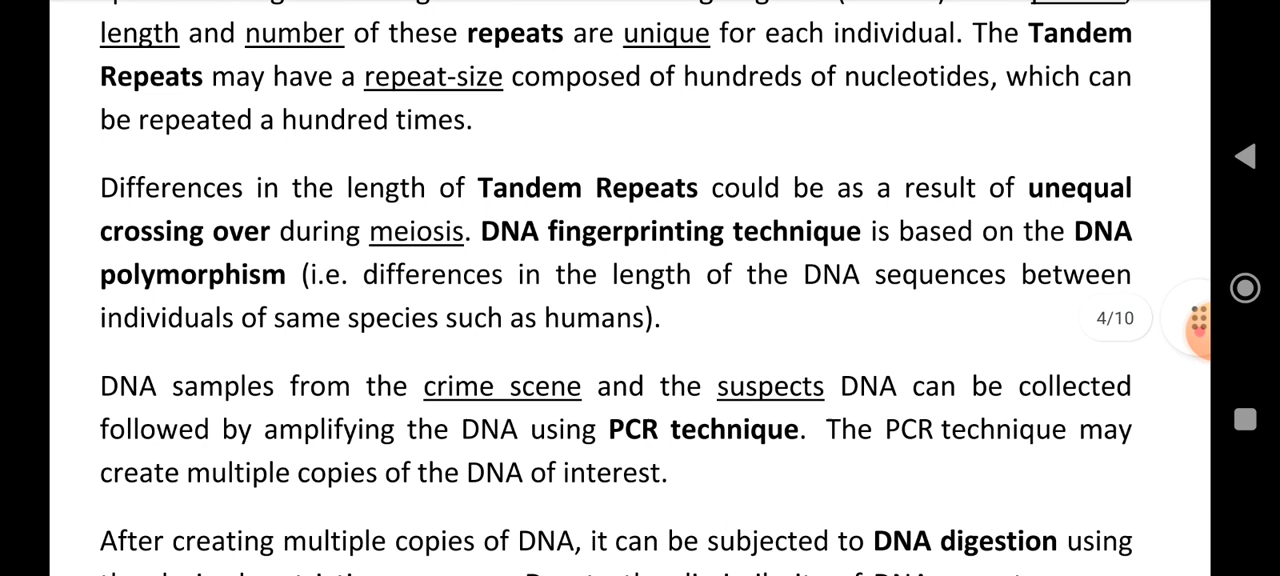 length and number of these repeats are unique for each individual. The Tandem
Repeats may have a repeat-size composed of hundreds of nucleotides, which can
be repeated a hundred times.
Differences in the length of Tandem Repeats could be as a result of unequal
crossing over during meiosis. DNA fingerprinting technique is based on the DNA
polymorphism (i.e. differences in the length of the DNA sequences between
individuals of same species such as humans).
4/10
DNA samples from the crime scene and the suspects DNA can be collected
followed by amplifying the DNA using PCR technique. The PCR technique may
create multiple copies of the DNA of interest.
After creating multiple copies of DNA, it can be subjected to DNA digestion using